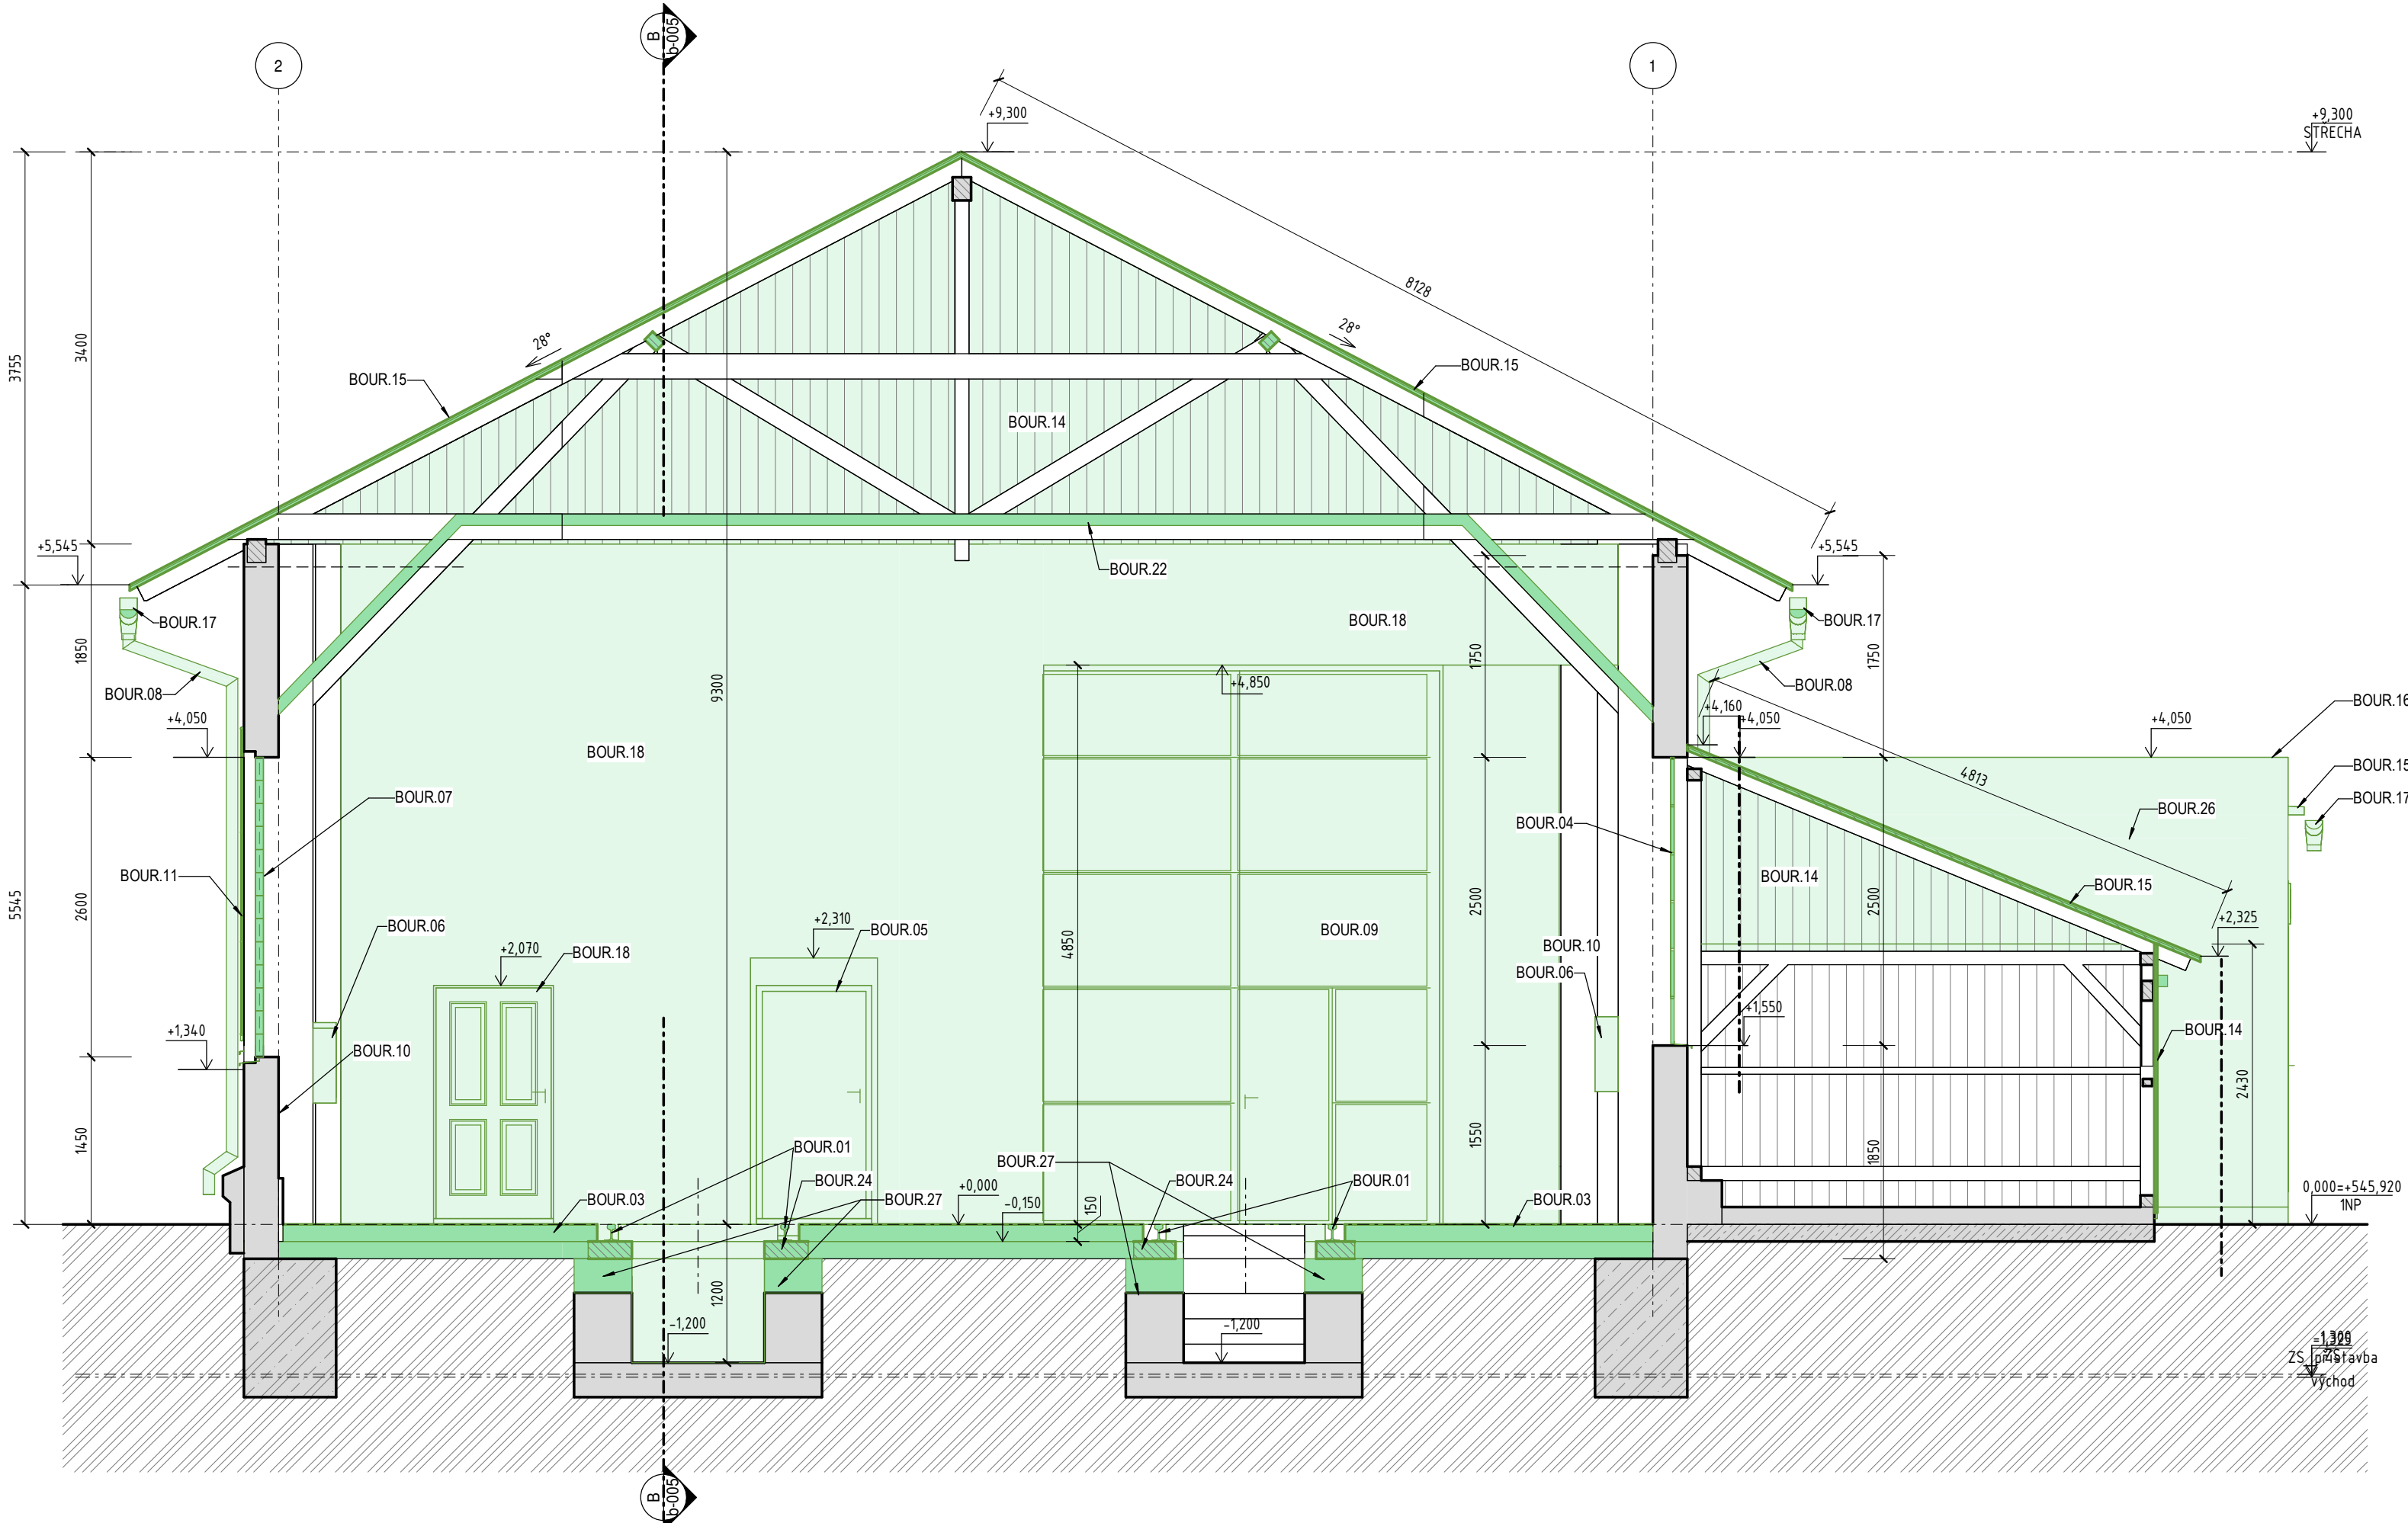 B
b-005
2
1
+9,300
+9,300
STŘECHA
8128
28°
28°
3400
3755
BOUR.15
BOUR.15
BOUR.14
+5,545
+5,545
BOUR.22
BOUR.17
BOUR.18
BOUR.17
1850
1750
1750
9300
BOUR.08
+4,850
BOUR.08
BOUR.16
+4,050
+4,160
+4,050
+4,050
BOUR.18
4813
BOUR.15
BOUR.07
BOUR.17
BOUR.26
BOUR.04
BOUR.11
BOUR.14
BOUR.15
5545
2600
2500
2500
BOUR.06
+2,310
BOUR.05
BOUR.09
+2,325
4850
BOUR.10
+2,070
BOUR.18
BOUR.06
+1,340
+1,550
BOUR.14
BOUR.10
2430
1450
1550
1850
BOUR.01
BOUR.27
BOUR.24
BOUR.24
BOUR.01
BOUR.03
BOUR.27
+0,000
-0,150
150
BOUR.03
0,000=+545,920
1NP
1200
-1,200
-1,200
ZS
přístavba
východ
B
b-005